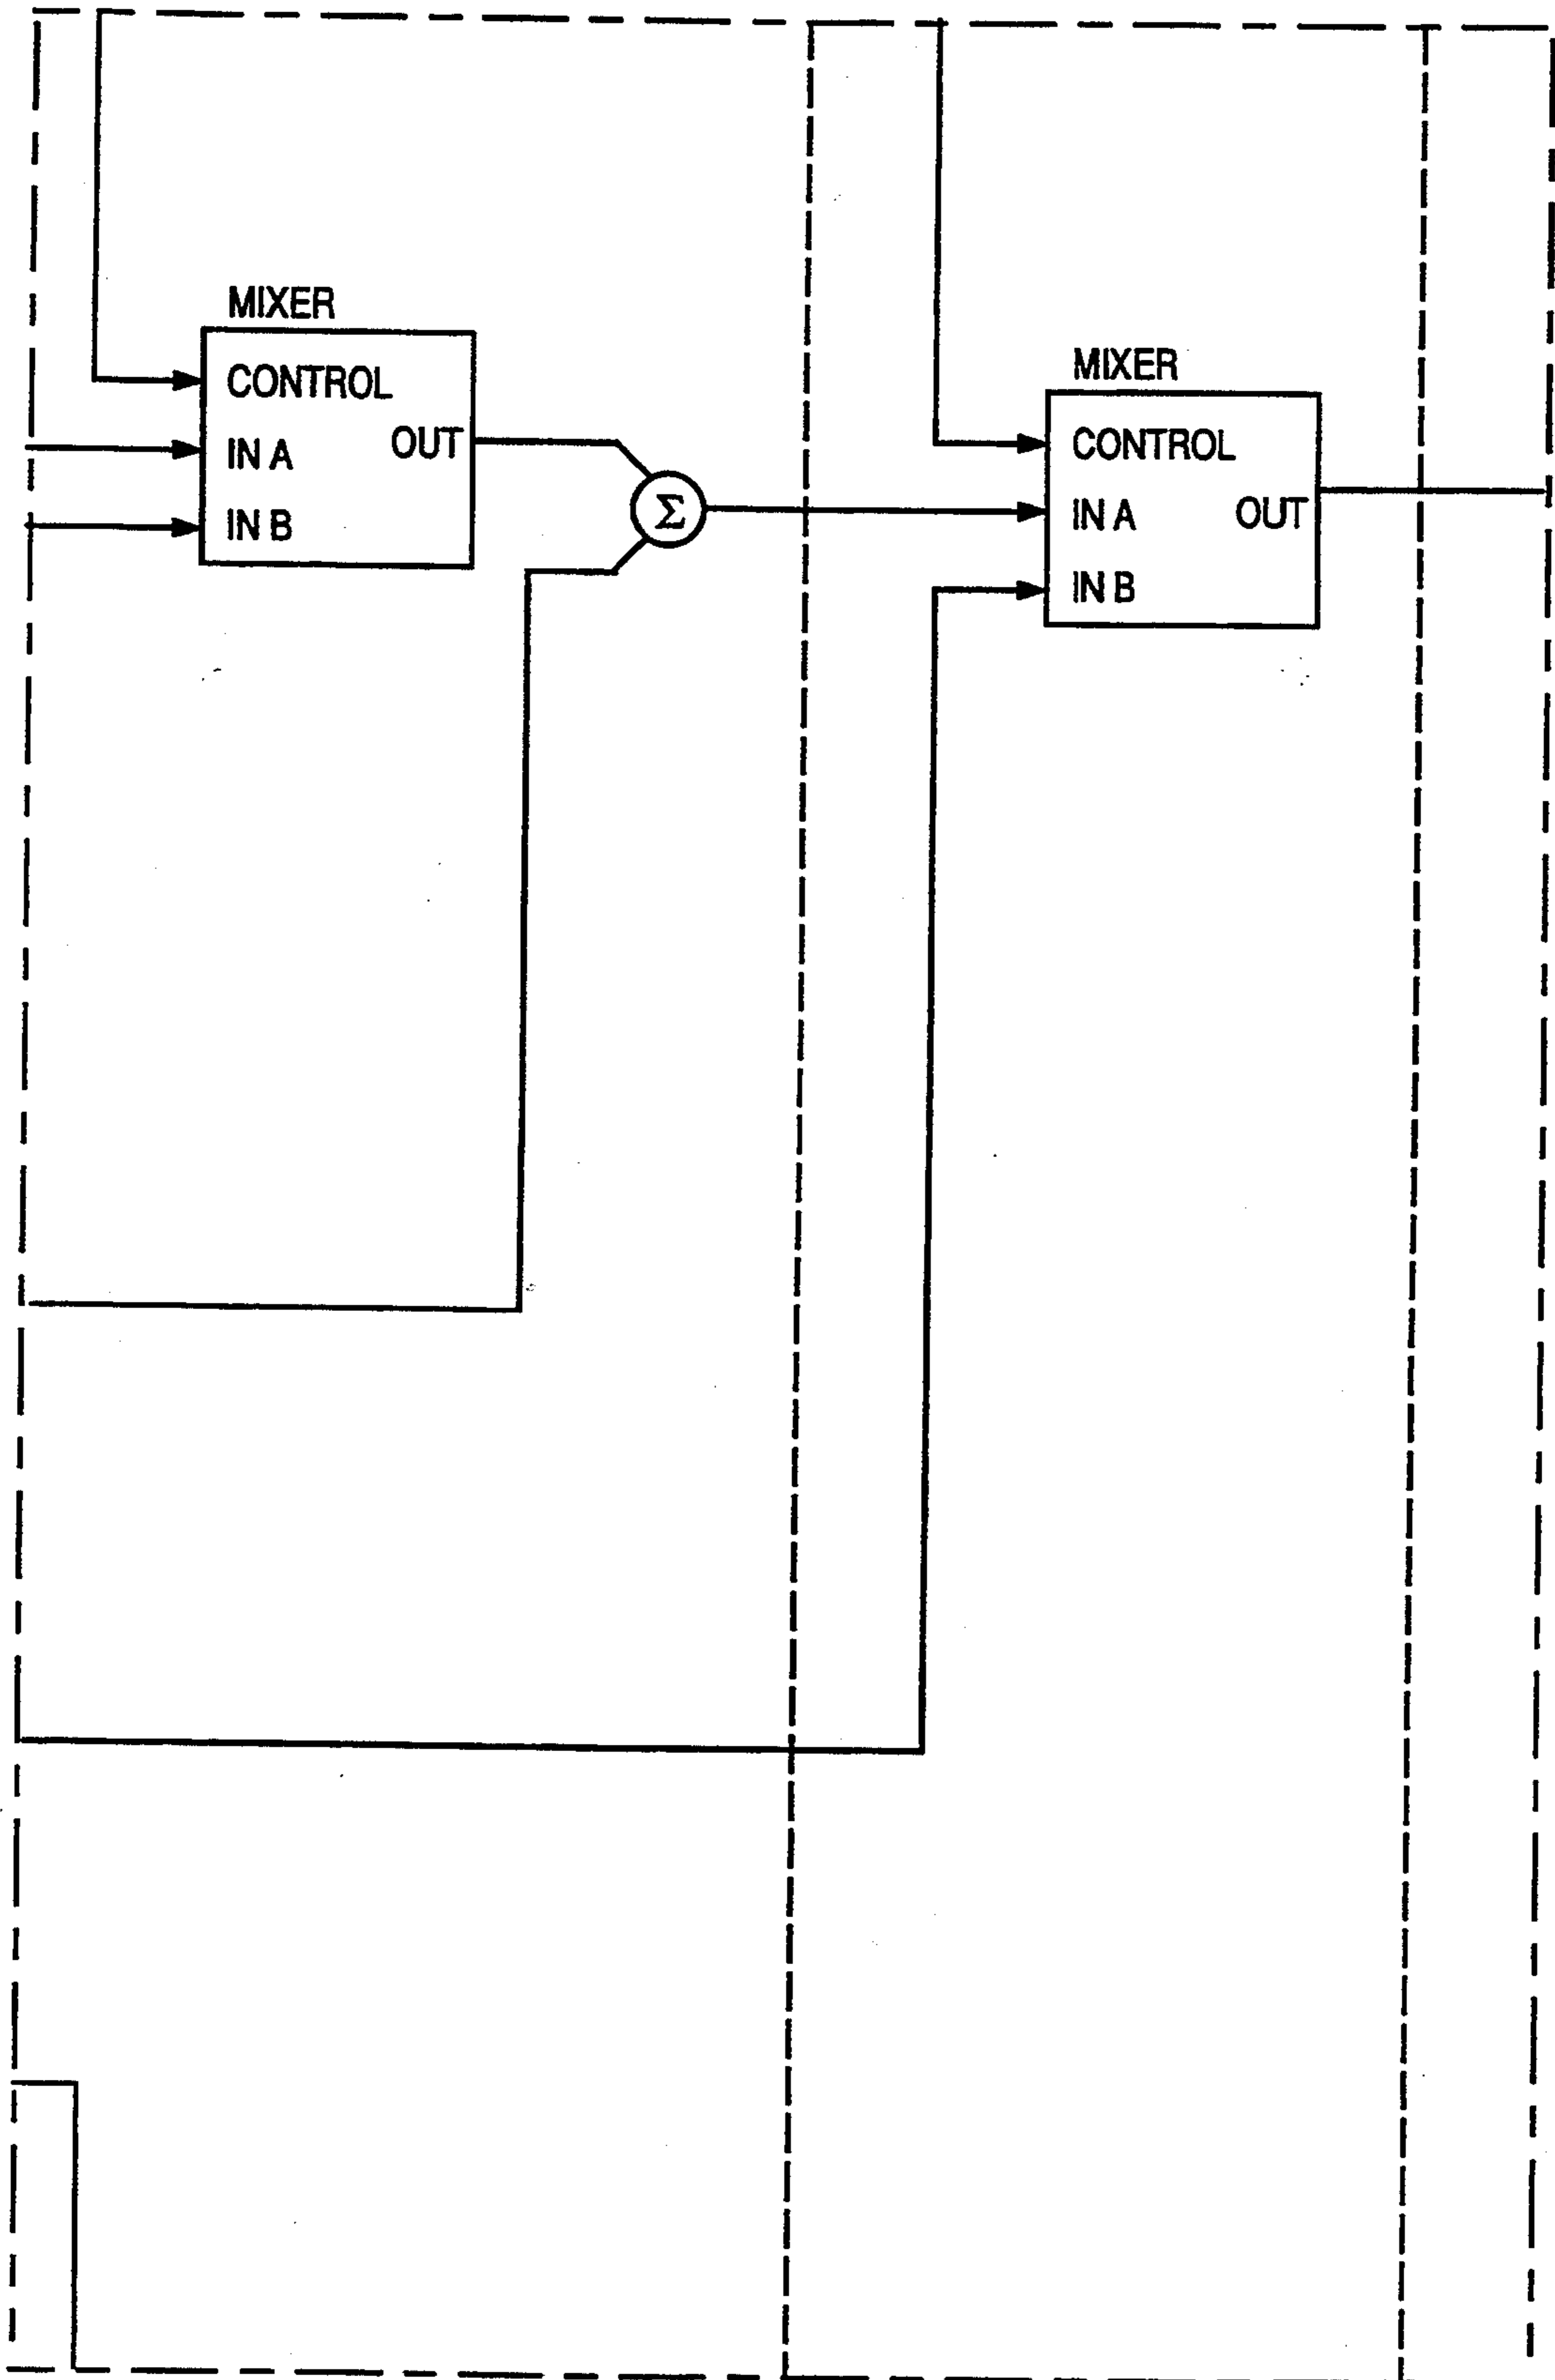 MIXER
CONTROL
IN A
OUT
IN B
Σ
MIXER
CONTROL
IN A
OUT
IN B